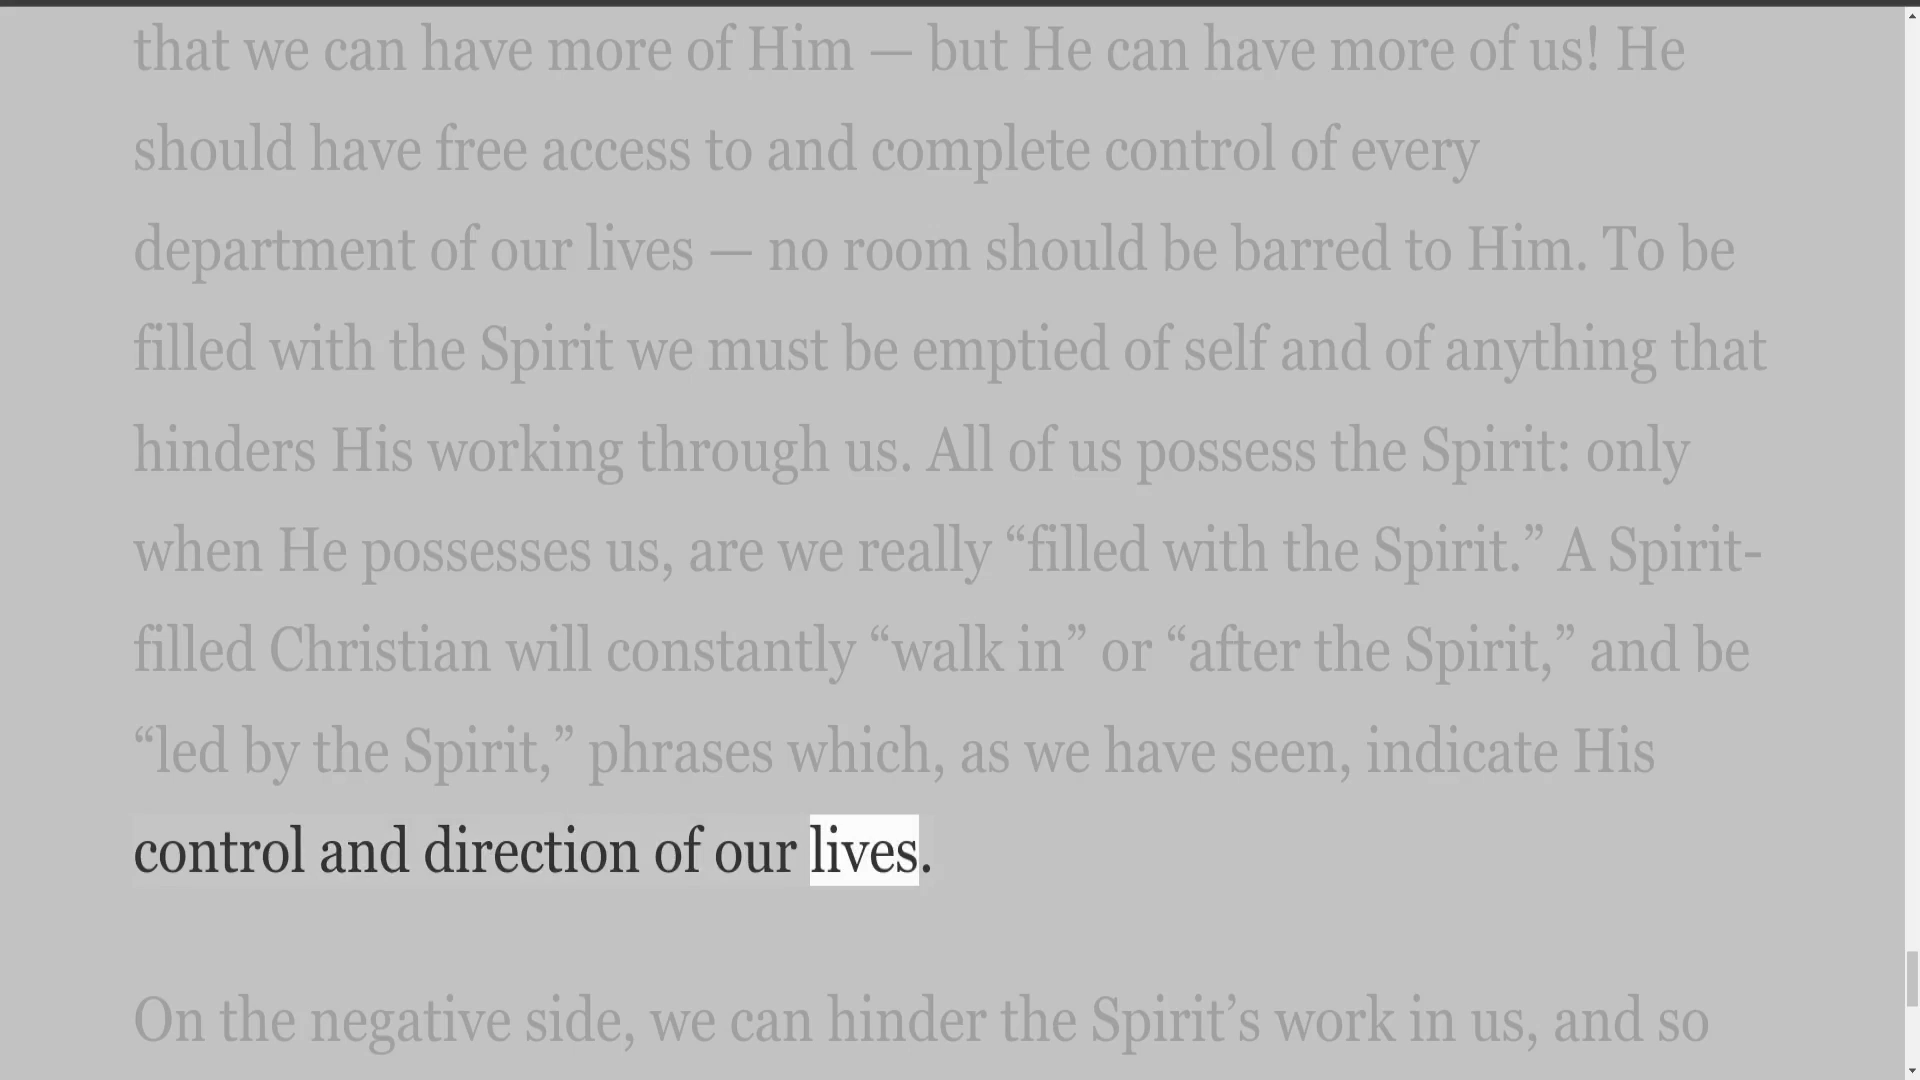 that we can have more of Him — but He can have more of us! He
should have free access to and complete control of every
department of our lives — no room should be barred to Him. To be
filled with the Spirit we must be emptied of self and of anything that
hinders His working through us. All of us possess the Spirit: only
when He possesses us, are we really “filled with the Spirit.” A Spirit-
filled Christian will constantly “walk in” or “after the Spirit,” and be
“led by the Spirit,” phrases which, as we have seen, indicate His
control and direction of our lives.
On the negative side, we can hinder the Spirit’s work in us, and so